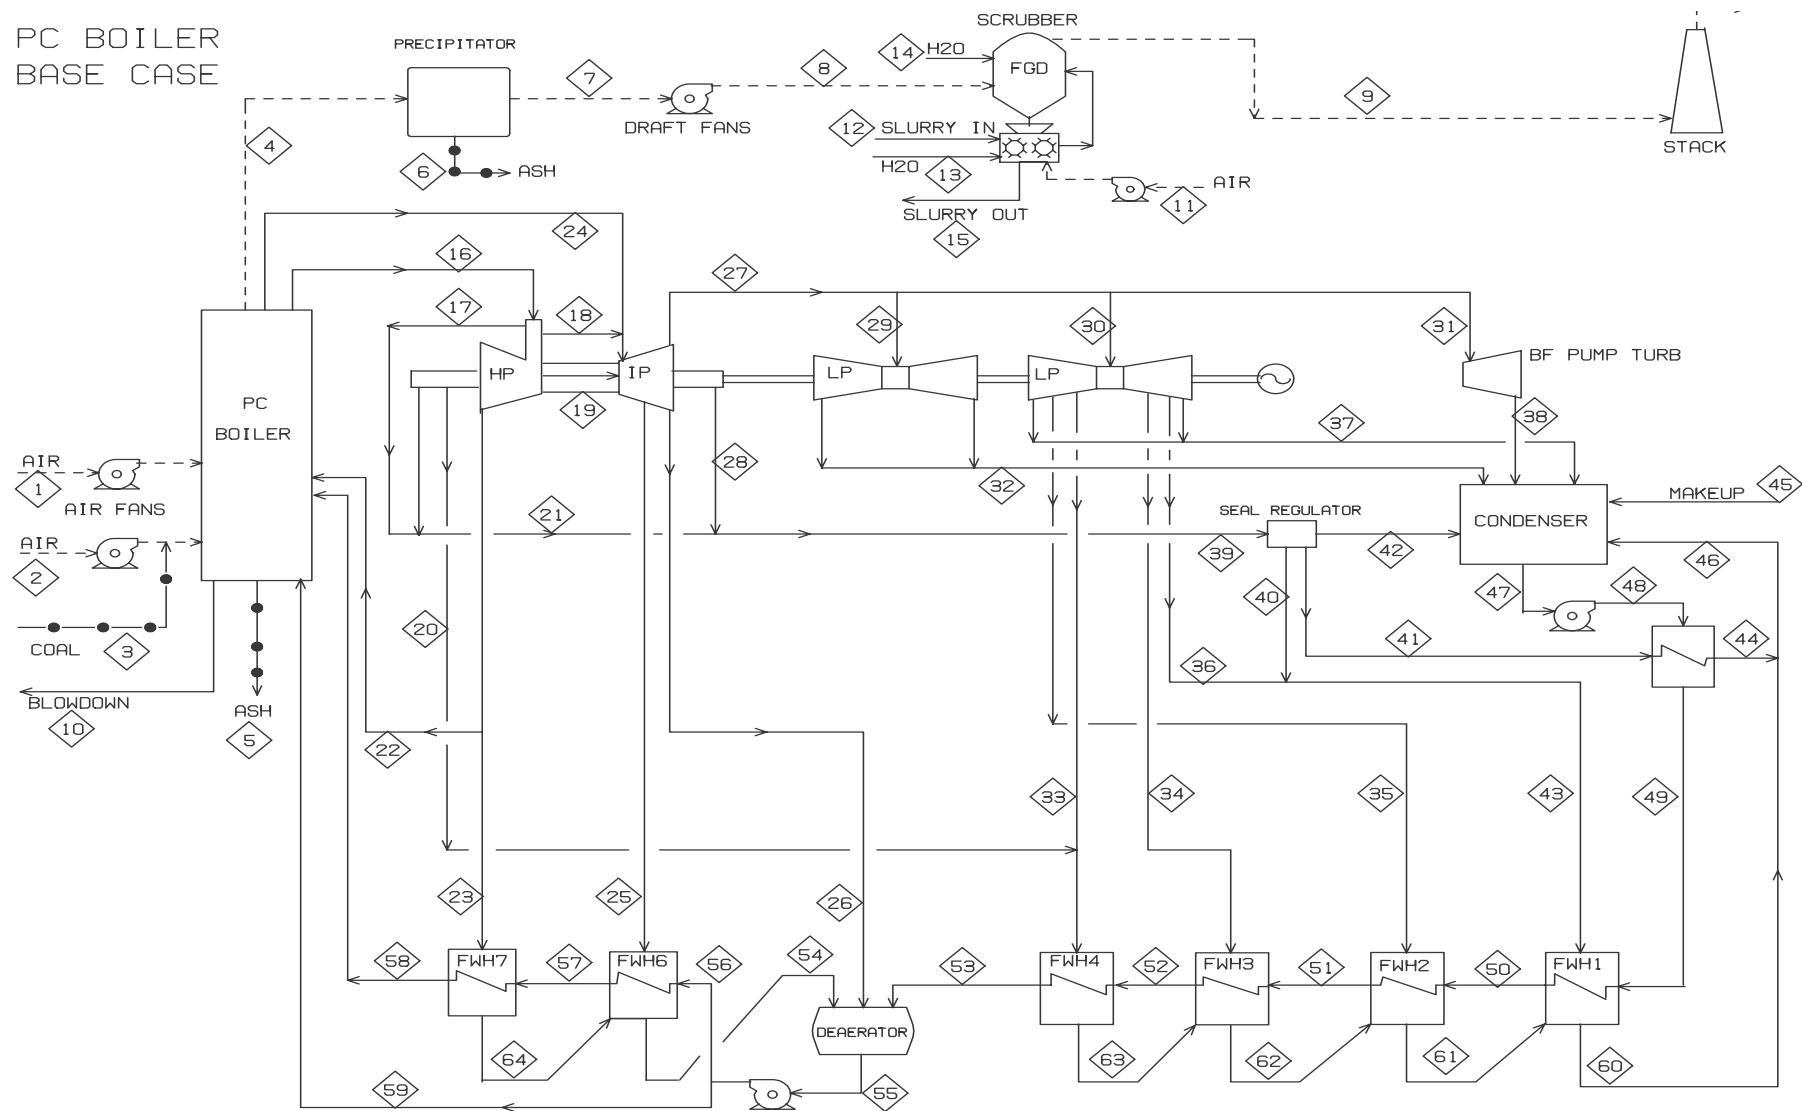 PC BOILER
BASE CASE
PRECIPITATOR
SCRUBBER
14
H2O
FGD
7
8
9
DRAFT FANS
12
SLURRY IN
4
STACK
6
ASH
H2O
13
AIR
11
SLURRY OUT
15
24
16
27
17
18
29
30
31
BF PUMP TURB
HP
IP
LP
LP
19
PC
BOILER
37
38
AIR
1
AIR FANS
28
32
45
MAKEUP
21
SEAL REGULATOR
CONDENSER
AIR
2
39
42
46
40
47
48
20
COAL
3
41
44
36
BLOWDOWN
10
ASH
5
22
33
34
35
43
49
23
25
26
58
FWH7
57
FWH6
56
54
53
FWH4
52
FWH3
51
FWH2
50
FWH1
DEAERATOR
64
63
62
61
60
59
55